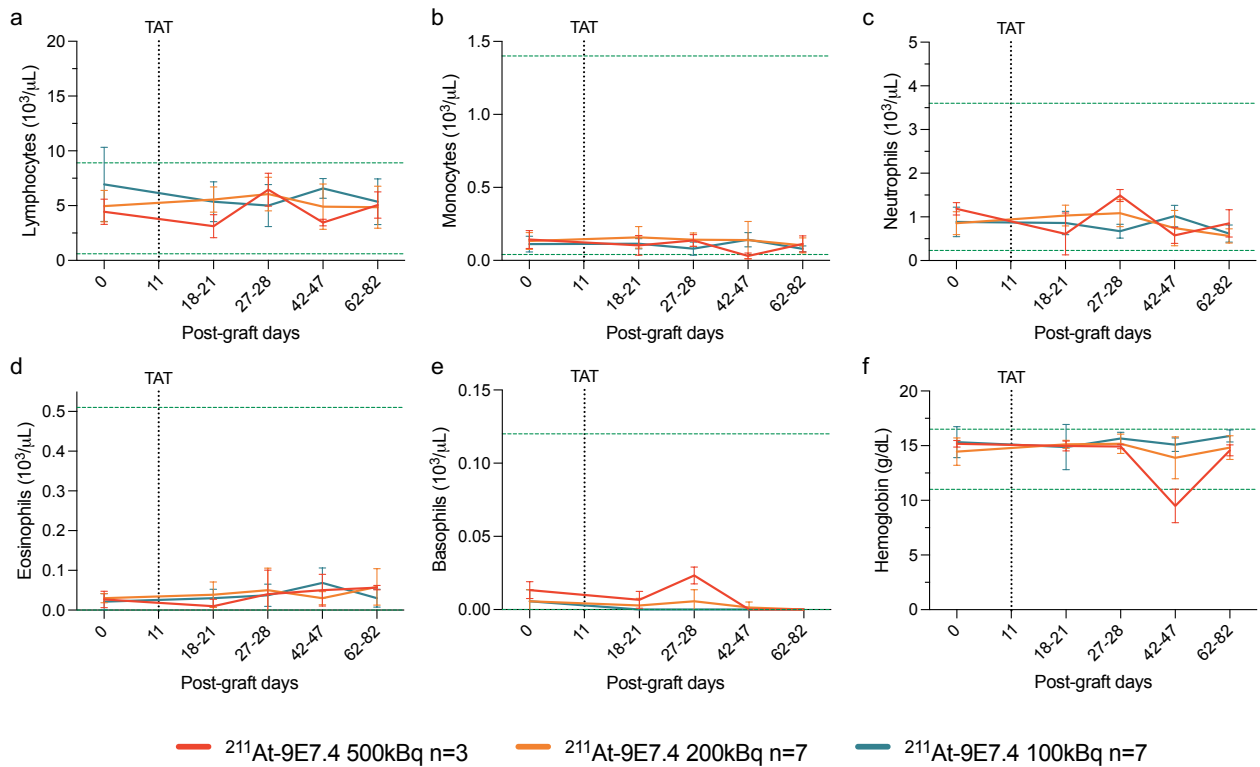 a
TAT
Lymphocytes (10³/μL)
20
15
10
5
0
0
11
18-21
27-28
42-47
62-82
Post-graft days
b
TAT
Monocytes (10³/μL)
1.5
1.0
0.5
0.0
0
11
18-21
27-28
42-47
62-82
Post-graft days
c
TAT
Neutrophils (10³/μL)
5
4
3
2
1
0
0
11
18-21
27-28
42-47
62-82
Post-graft days
d
TAT
Eosinophils (10³/μL)
0.5
0.4
0.3
0.2
0.1
0.0
0
11
18-21
27-28
42-47
62-82
Post-graft days
e
TAT
Basophils (10³/μL)
0.15
0.10
0.05
0.00
0
11
18-21
27-28
42-47
62-82
Post-graft days
f
TAT
Hemoglobin (g/dL)
20
15
10
5
0
0
11
18-21
27-28
42-47
62-82
Post-graft days
²¹¹At-9E7.4 500kBq n=3
²¹¹At-9E7.4 200kBq n=7
²¹¹At-9E7.4 100kBq n=7